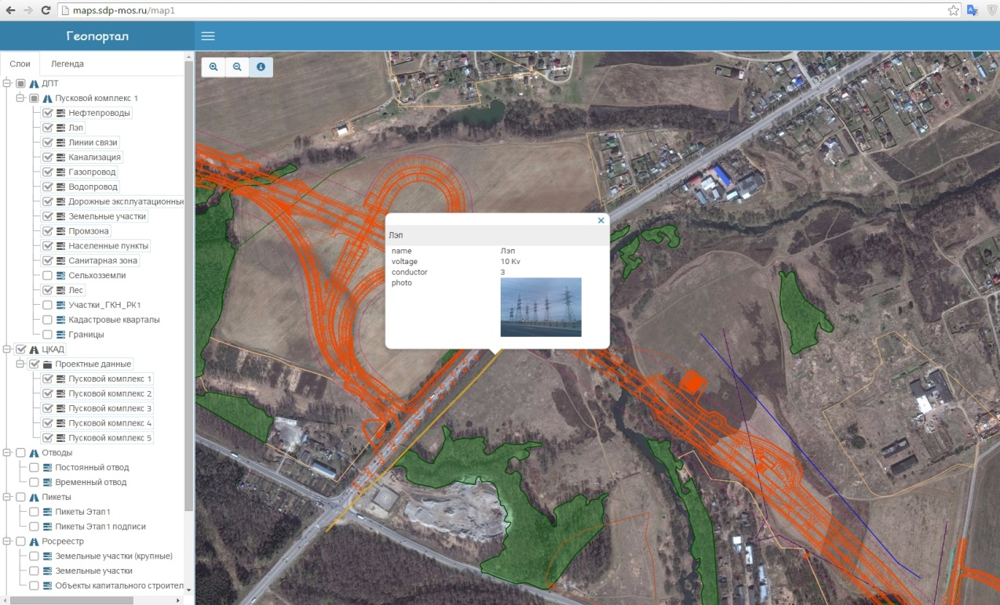 maps.sdp-mos.ru/map1
Геопортал
Слои Легенда
ДПТ
Пусковой комплекс 1
Нефтепроводы
Лэп
Линии связи
Канализация
Газопровод
Водопровод
Дорожные эксплуатационные
Земельные участки
Промзона
Населенные пункты
Санитарная зона
Сельхозземли
Лес
Участки_ГКН_РК1
Кадастровые кварталы
Границы
ЦКАД
Проектные данные
Пусковой комплекс 1
Пусковой комплекс 2
Пусковой комплекс 3
Пусковой комплекс 4
Пусковой комплекс 5
Отводы
Постоянный отвод
Временный отвод
Пикеты
Пикеты Этап1
Пикеты Этап1 подписи
Росреестр
Земельные участки (крупные)
Земельные участки
Объекты капитального строител
Лэп
name Лэп
voltage 10 Kv
conductor 3
photo